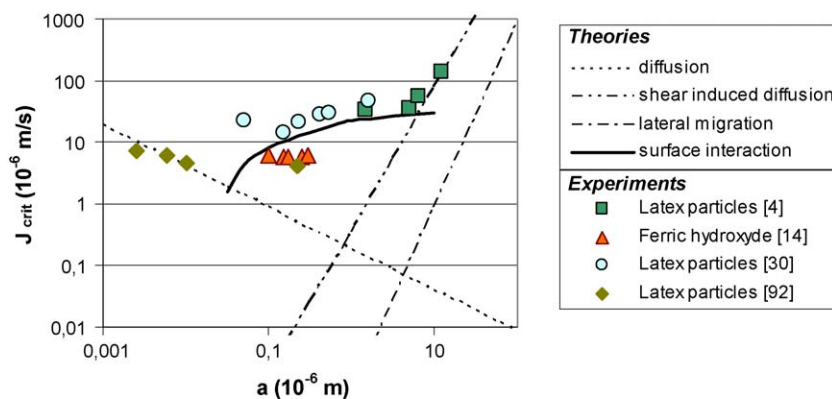 1000
100
10
1
0,1
0,01
0,001
0,1
10
J crit (10⁻⁶ m/s)
a (10⁻⁶ m)
Theories
diffusion
shear induced diffusion
lateral migration
surface interaction
Experiments
Latex particles [4]
Ferric hydroxyde [14]
Latex particles [30]
Latex particles [92]